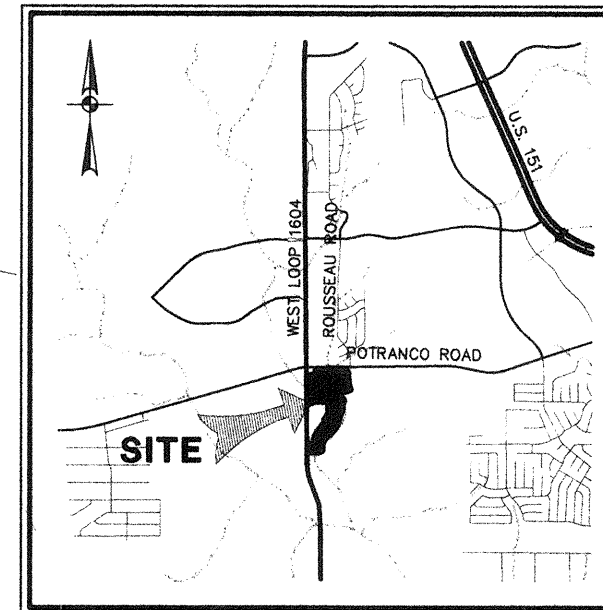 U.S. 151
WEST LOOP 1604
ROUSSEAU ROAD
POTRANCO ROAD
SITE